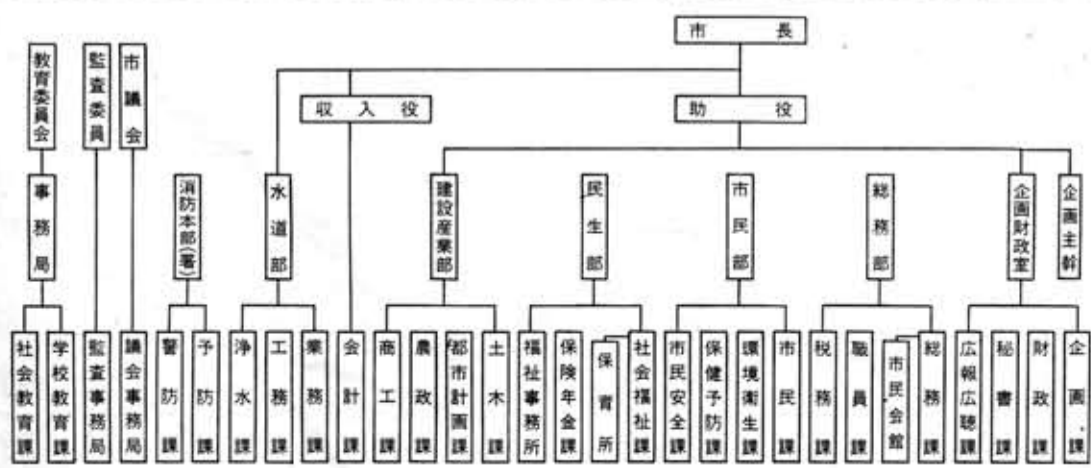 市長
収入役
助役
教育委員会
監査委員
市議会
事務局
消防本部(署)
水道部
建設産業部
民生部
市民部
総務部
企画財政室
企画主幹
社会教育課
学校教育課
監査事務局
議会事務局
警防課
予防課
浄水課
工務課
業務課
会計課
商工課
農政課
都市計画課
土木課
福祉事務所
保険年金課
保育所
社会福祉課
市民安全課
保健予防課
環境衛生課
市民課
税務課
職員課
市民会館
総務課
広報広聴課
秘書課
財政課
企画課